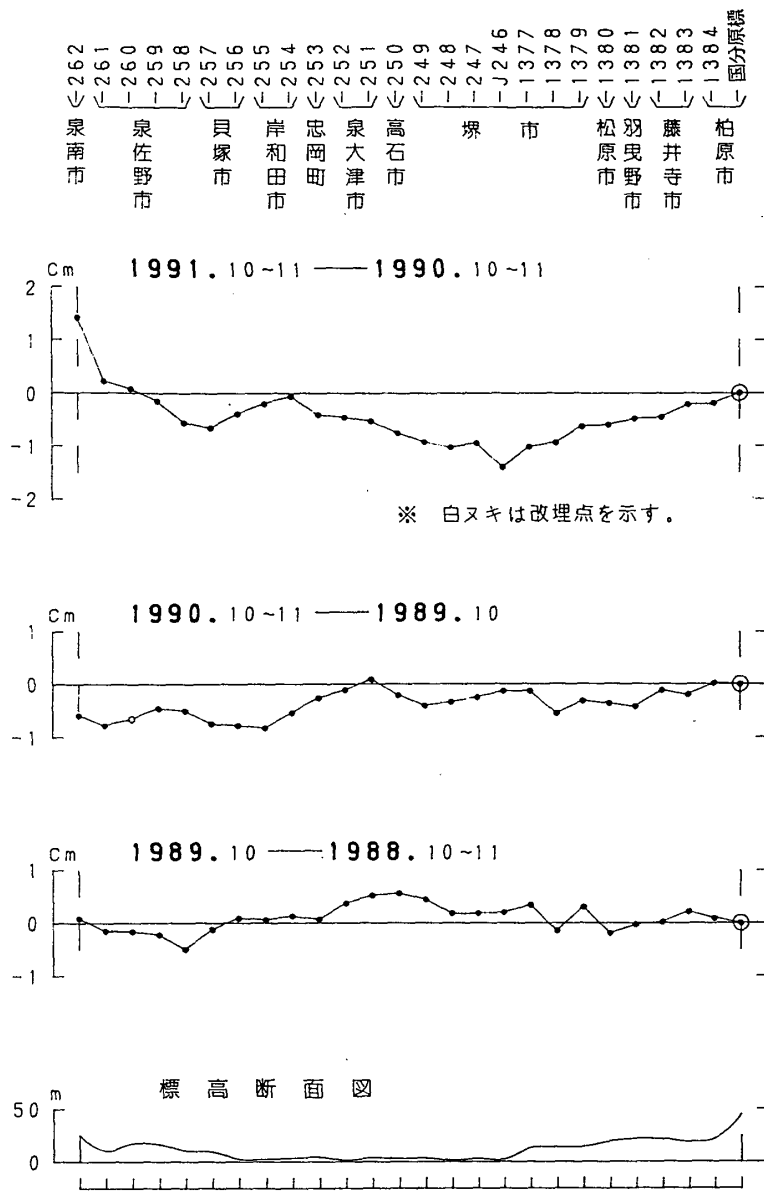 262 261 260 259 258 257 256 255 254 253 252 251 250 249 248 247 J246 1377 1378 1379 1380 1381 1382 1383 1384 国分原標
泉南市 泉佐野市 貝塚市 岸和田市 忠岡町 泉大津市 高石市 堺市 松原市 羽曳野市 藤井寺市 柏原市
Cm 1991.10~11 ── 1990.10~11
2
1
0
-1
-2
※ 白ヌキは改埋点を示す。
Cm 1990.10~11 ── 1989.10
1
0
-1
Cm 1989.10 ── 1988.10~11
1
0
-1
m 標高断面図
50
0